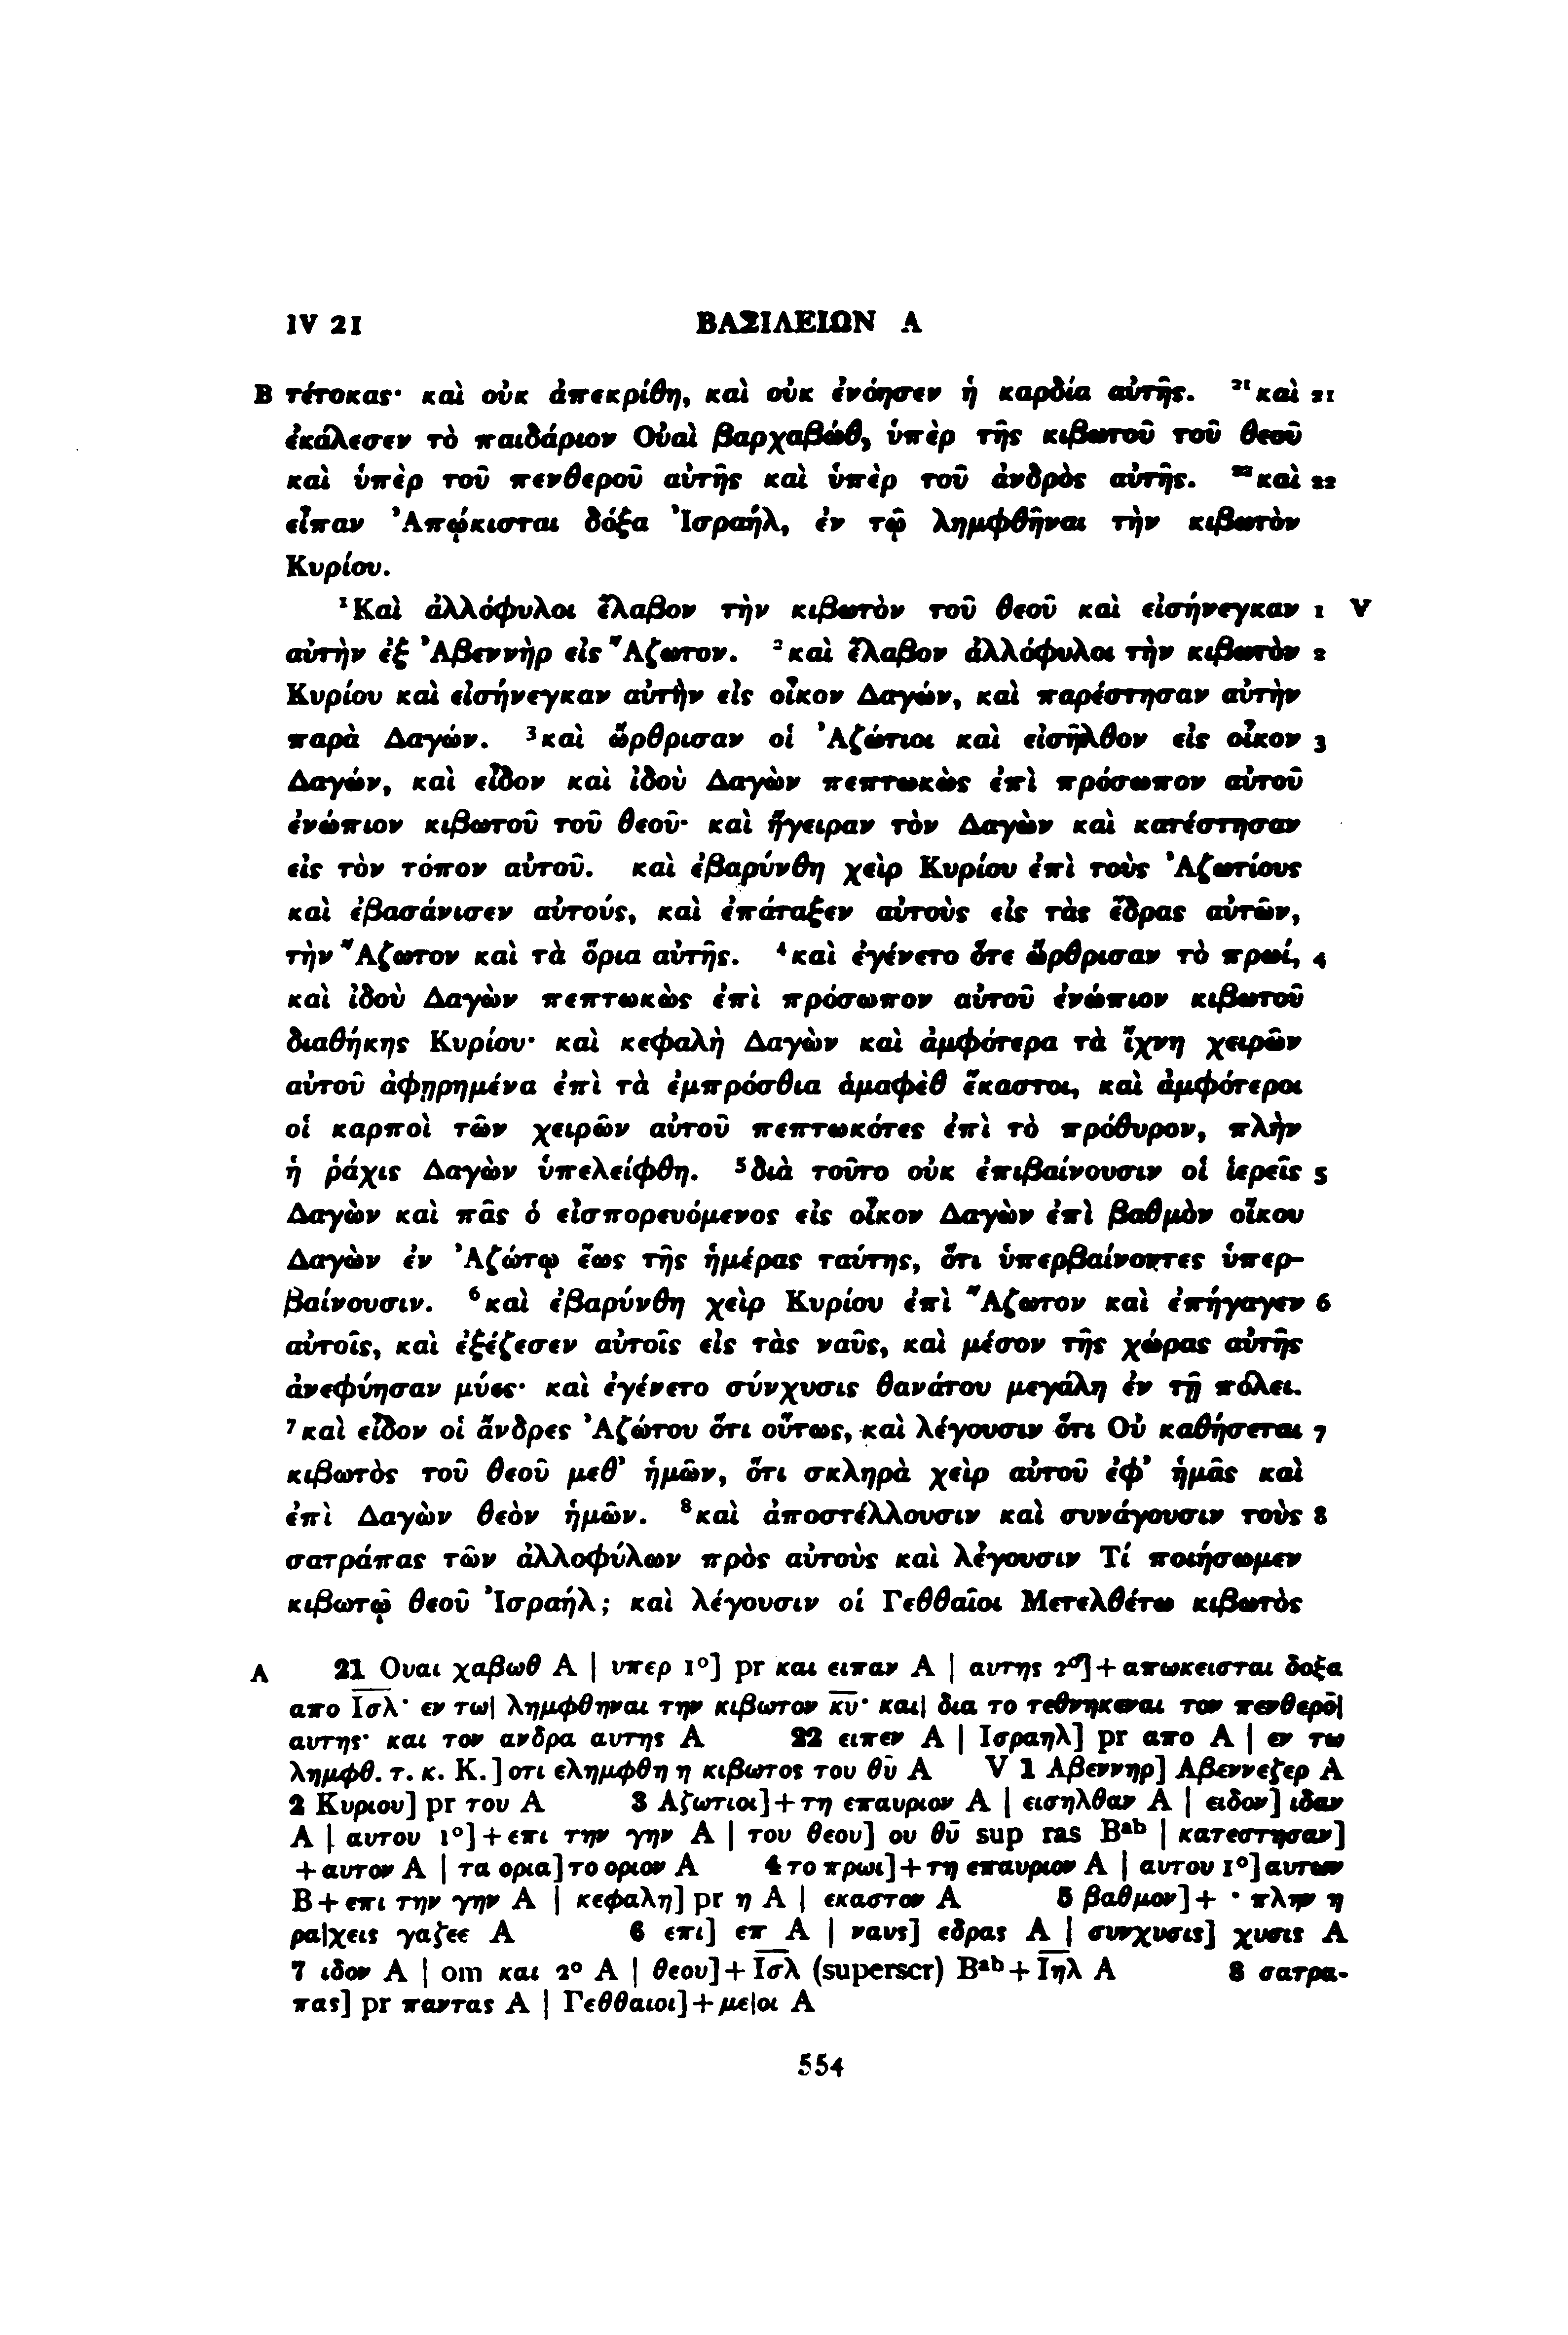 IV 21 ΒΑΣΙΛΕΙΩΝ Α
B τέτοκας· καὶ οὐκ ἀπεκρίθη, καὶ οὐκ ἐνόησεν ἡ καρδία αὐτῆς. ²¹καὶ 21
ἐκάλεσεν τὸ παιδάριον Οὐαὶ βαρχαβώθ, ὑπὲρ τῆς κιβωτοῦ τοῦ θεοῦ
καὶ ὑπὲρ τοῦ πενθεροῦ αὐτῆς καὶ ὑπὲρ τοῦ ἀνδρὸς αὐτῆς. ²²καὶ 22
εἶπαν Ἀπῴκισται δόξα Ἰσραήλ, ἐν τῷ λημφθῆναι τὴν κιβωτὸν
Κυρίου.
¹Καὶ ἀλλόφυλοι ἔλαβον τὴν κιβωτὸν τοῦ θεοῦ καὶ εἰσήνεγκαν 1 V
αὐτὴν ἐξ Ἀβεννὴρ εἰς Ἄζωτον. ²καὶ ἔλαβον ἀλλόφυλοι τὴν κιβωτὸν 2
Κυρίου καὶ εἰσήνεγκαν αὐτὴν εἰς οἶκον Δαγών, καὶ παρέστησαν αὐτὴν
παρὰ Δαγών. ³καὶ ὤρθρισαν οἱ Ἀζώτιοι καὶ εἰσῆλθον εἰς οἶκον 3
Δαγών, καὶ εἶδον καὶ ἰδοὺ Δαγὼν πεπτωκὼς ἐπὶ πρόσωπον αὐτοῦ
ἐνώπιον κιβωτοῦ τοῦ θεοῦ· καὶ ἤγειραν τὸν Δαγὼν καὶ κατέστησαν
εἰς τὸν τόπον αὐτοῦ. καὶ ἐβαρύνθη χεὶρ Κυρίου ἐπὶ τοὺς Ἀζωτίους
καὶ ἐβασάνισεν αὐτούς, καὶ ἐπάταξεν αὐτοὺς εἰς τὰς ἕδρας αὐτῶν,
τὴν Ἄζωτον καὶ τὰ ὅρια αὐτῆς. ⁴καὶ ἐγένετο ὅτε ὤρθρισαν τὸ πρωί, 4
καὶ ἰδοὺ Δαγὼν πεπτωκὼς ἐπὶ πρόσωπον αὐτοῦ ἐνώπιον κιβωτοῦ
διαθήκης Κυρίου· καὶ κεφαλὴ Δαγὼν καὶ ἀμφότερα τὰ ἴχνη χειρῶν
αὐτοῦ ἀφῃρημένα ἐπὶ τὰ ἐμπρόσθια ἁμαφὲθ ἕκαστοι, καὶ ἀμφότεροι
οἱ καρποὶ τῶν χειρῶν αὐτοῦ πεπτωκότες ἐπὶ τὸ πρόθυρον, πλὴν
ἡ ῥάχις Δαγὼν ὑπελείφθη. ⁵διὰ τοῦτο οὐκ ἐπιβαίνουσιν οἱ ἱερεῖς 5
Δαγὼν καὶ πᾶς ὁ εἰσπορευόμενος εἰς οἶκον Δαγὼν ἐπὶ βαθμὸν οἴκου
Δαγὼν ἐν Ἀζώτῳ ἕως τῆς ἡμέρας ταύτης, ὅτι ὑπερβαίνοντες ὑπερ-
βαίνουσιν. ⁶καὶ ἐβαρύνθη χεὶρ Κυρίου ἐπὶ Ἄζωτον καὶ ἐπήγαγεν 6
αὐτοῖς, καὶ ἐξέζεσεν αὐτοῖς εἰς τὰς ναῦς, καὶ μέσον τῆς χώρας αὐτῆς
ἀνεφύησαν μύες· καὶ ἐγένετο σύνχυσις θανάτου μεγάλη ἐν τῇ πόλει.
⁷καὶ εἶδον οἱ ἄνδρες Ἀζώτου ὅτι οὕτως, καὶ λέγουσιν ὅτι Οὐ καθήσεται 7
κιβωτὸς τοῦ θεοῦ μεθ᾽ ἡμῶν, ὅτι σκληρὰ χεὶρ αὐτοῦ ἐφ᾽ ἡμᾶς καὶ
ἐπὶ Δαγὼν θεὸν ἡμῶν. ⁸καὶ ἀποστέλλουσιν καὶ συνάγουσιν τοὺς 8
σατράπας τῶν ἀλλοφύλων πρὸς αὐτοὺς καὶ λέγουσιν Τί ποιήσωμεν
κιβωτῷ θεοῦ Ἰσραήλ; καὶ λέγουσιν οἱ Γεθθαῖοι Μετελθέτω κιβωτὸς
A 21 Ουαι χαβωθ A | υπερ 1°] pr και ειπαν A | αυτης 2°]+απωκεισται δοξα
απο Ι̅σ̅λ̅· εν τω| λημφθηναι την κιβωτον κ̅υ̅· και| δια το τεθνηκεναι τον πενθερο̅|
αυτης· και τον ανδρα αυτης A 22 ειπεν A | Ισραηλ] pr απο A | εν τω
λημφθ. τ. κ. Κ.] οτι ελημφθη η κιβωτος του θ̅υ̅ A V 1 Αβεννηρ] Αβεννεζερ A
2 Κυριου] pr του A 3 Αζωτιοι]+τη επαυριον A | εισηλθαν A | ειδον] ιδαν
A | αυτου 1°]+επι την γην A | του θεου] ου θ̅υ̅ sup ras Bᵃᵇ | κατεστησαν]
+αυτον A | τα ορια] το οριον A 4 το πρωι]+τη επαυριον A | αυτου 1°] αυτων
B+επι την γην A | κεφαλη] pr η A | εκαστον A 5 βαθμον]+ · πλην η
ρα|χεις γαζεε A 6 επι] επ A | ναυς] εδρας A | συνχυσις] χυσις A
7 ιδον A | om και 2° A | θεου]+Ι̅σ̅λ̅ (superscr) Bᵃᵇ+Ι̅η̅λ̅ A 8 σατρα-
πας] pr παντας A | Γεθθαιοι]+με|οι A
554